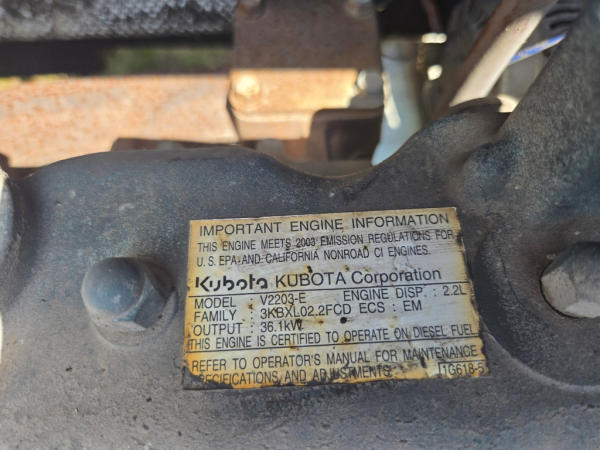 IMPORTANT ENGINE INFORMATION
THIS ENGINE MEETS 2003 EMISSION REGULATIONS FOR
U. S. EPA AND CALIFORNIA NONROAD CI ENGINES.
Kubota KUBOTA Corporation
MODEL : V2203-E ENGINE DISP. : 2.2L
FAMILY : 3KBXL02.2FCD ECS : EM
OUTPUT : 36.1kW
THIS ENGINE IS CERTIFIED TO OPERATE ON DIESEL FUEL
REFER TO OPERATOR'S MANUAL FOR MAINTENANCE
SPECIFICATIONS AND ADJUSTMENTS 1G618-5